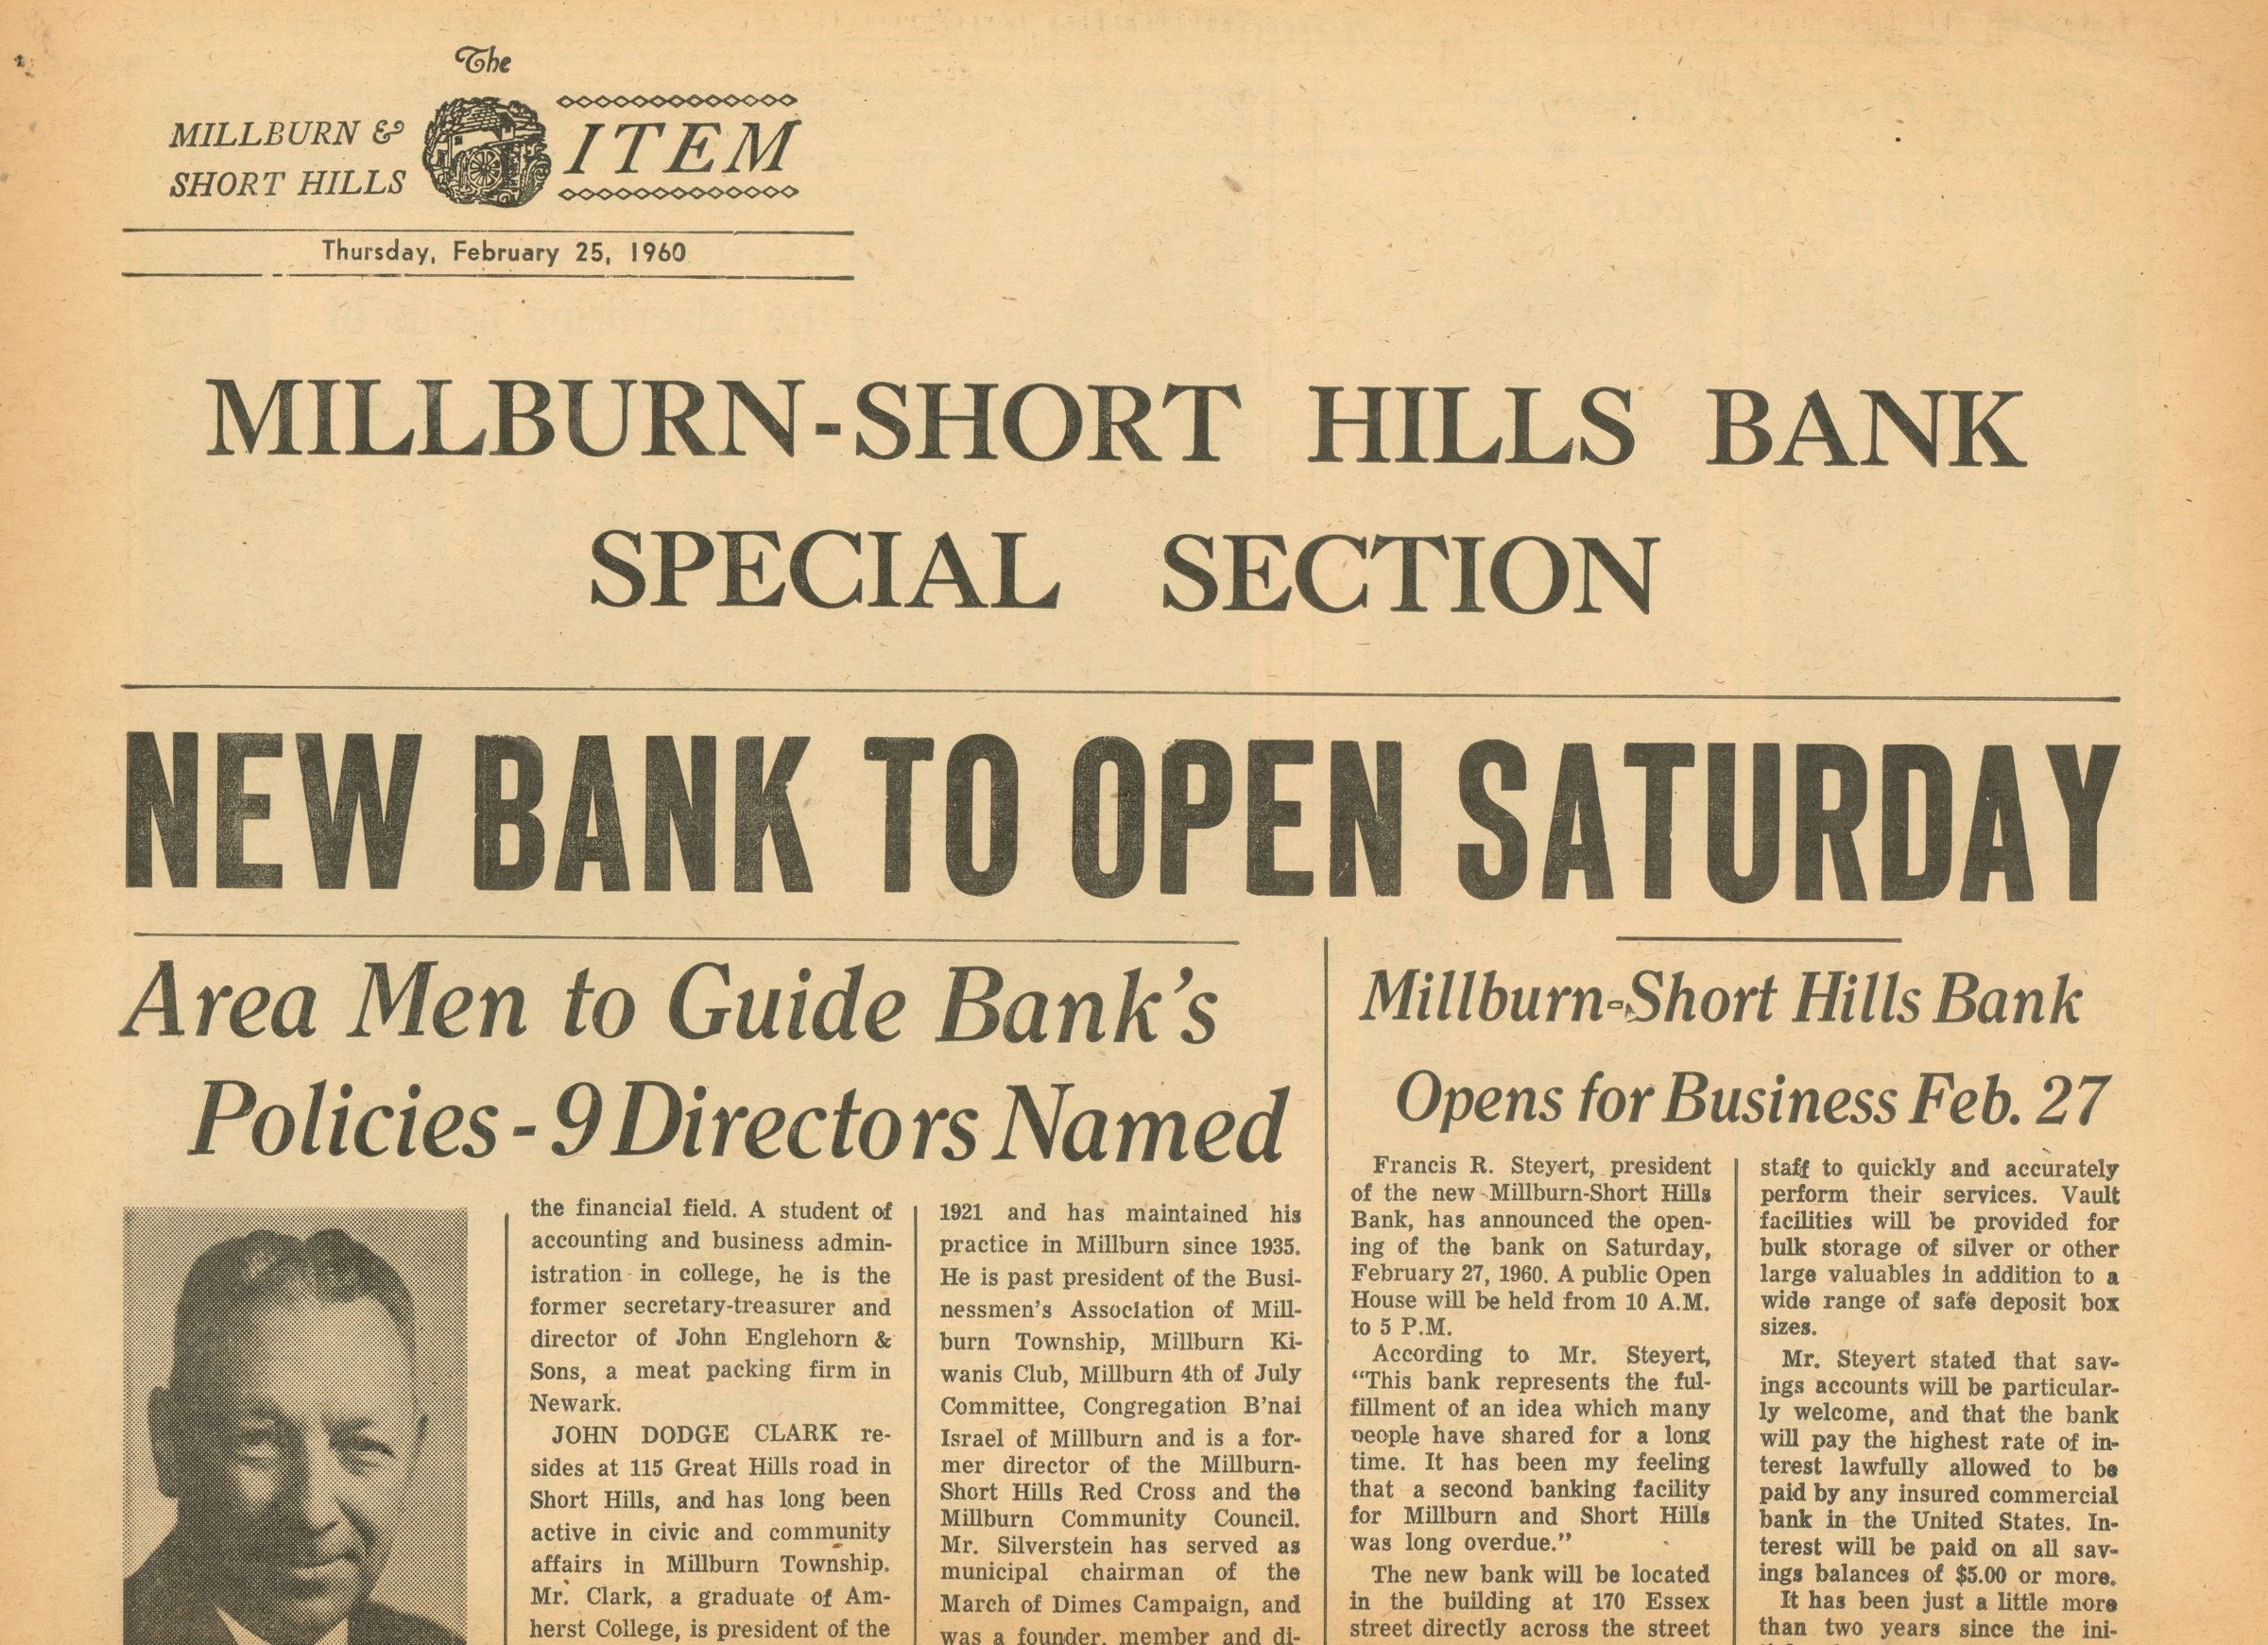 The
MILLBURN &
SHORT HILLS
ITEM
Thursday, February 25, 1960
MILLBURN-SHORT HILLS BANK
SPECIAL SECTION
NEW BANK TO OPEN SATURDAY
Area Men to Guide Bank's
Policies - 9 Directors Named
the financial field. A student of
accounting and business admin-
istration in college, he is the
former secretary-treasurer and
director of John Englehorn &
Sons, a meat packing firm in
Newark.
JOHN DODGE CLARK re-
sides at 115 Great Hills road in
Short Hills, and has long been
active in civic and community
affairs in Millburn Township.
Mr. Clark, a graduate of Am-
herst College, is president of the
1921 and has maintained his
practice in Millburn since 1935.
He is past president of the Busi-
nessmen's Association of Mill-
burn Township, Millburn Ki-
wanis Club, Millburn 4th of July
Committee, Congregation B'nai
Israel of Millburn and is a for-
mer director of the Millburn-
Short Hills Red Cross and the
Millburn Community Council.
Mr. Silverstein has served as
municipal chairman of the
March of Dimes Campaign, and
was a founder, member and di-
Millburn-Short Hills Bank
Opens for Business Feb. 27
Francis R. Steyert, president
of the new Millburn-Short Hills
Bank, has announced the open-
ing of the bank on Saturday,
February 27, 1960. A public Open
House will be held from 10 A.M.
to 5 P.M.
According to Mr. Steyert,
"This bank represents the ful-
fillment of an idea which many
people have shared for a long
time. It has been my feeling
that a second banking facility
for Millburn and Short Hills
was long overdue."
The new bank will be located
in the building at 170 Essex
street directly across the street
staff to quickly and accurately
perform their services. Vault
facilities will be provided for
bulk storage of silver or other
large valuables in addition to a
wide range of safe deposit box
sizes.
Mr. Steyert stated that sav-
ings accounts will be particular-
ly welcome, and that the bank
will pay the highest rate of in-
terest lawfully allowed to be
paid by any insured commercial
bank in the United States. In-
terest will be paid on all sav-
ings balances of $5.00 or more.
It has been just a little more
than two years since the ini-